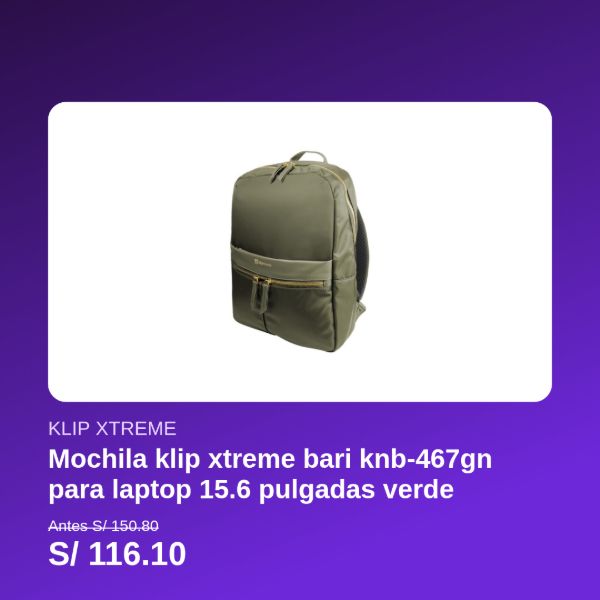 KLIP XTREME
Mochila klip xtreme bari knb-467gn
para laptop 15.6 pulgadas verde
Antes S/ 150.80
S/ 116.10